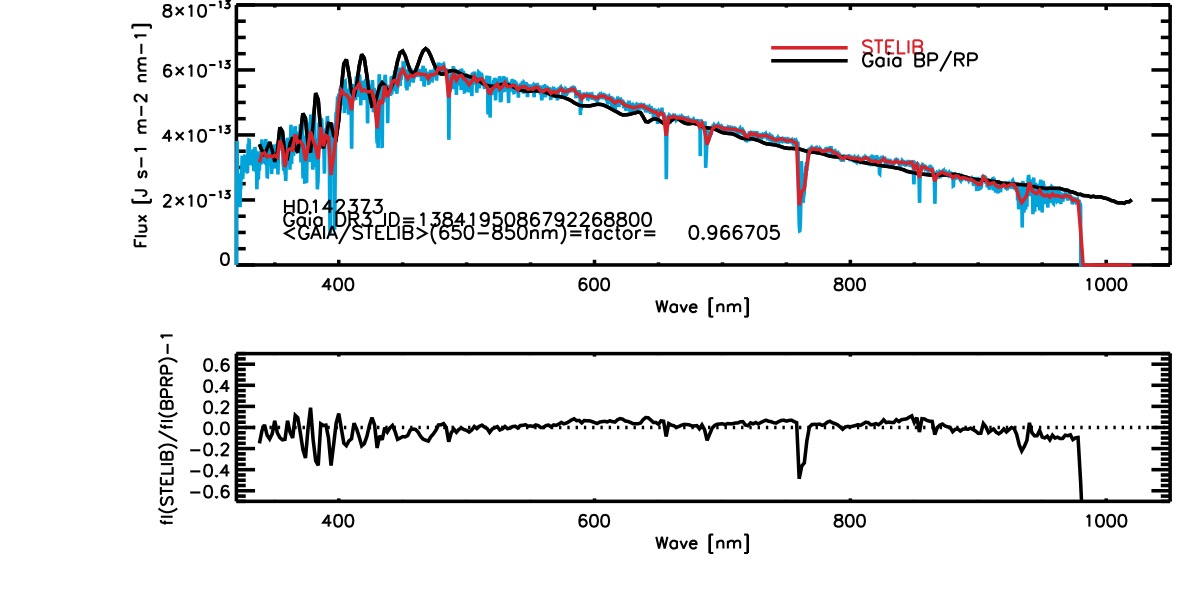 8×10−13
6×10−13
4×10−13
2×10−13
0
Flux [J s−1 m−2 nm−1]
STELIB
Gaia BP/RP
HD142373
Gaia DR3 ID=1384195086792268800
<GAIA/STELIB>(650−850nm)=factor= 0.966705
400 600 800 1000
Wave [nm]
fl(STELIB)/fl(BPRP)−1
0.6
0.4
0.2
0.0
−0.2
−0.4
−0.6
400 600 800 1000
Wave [nm]